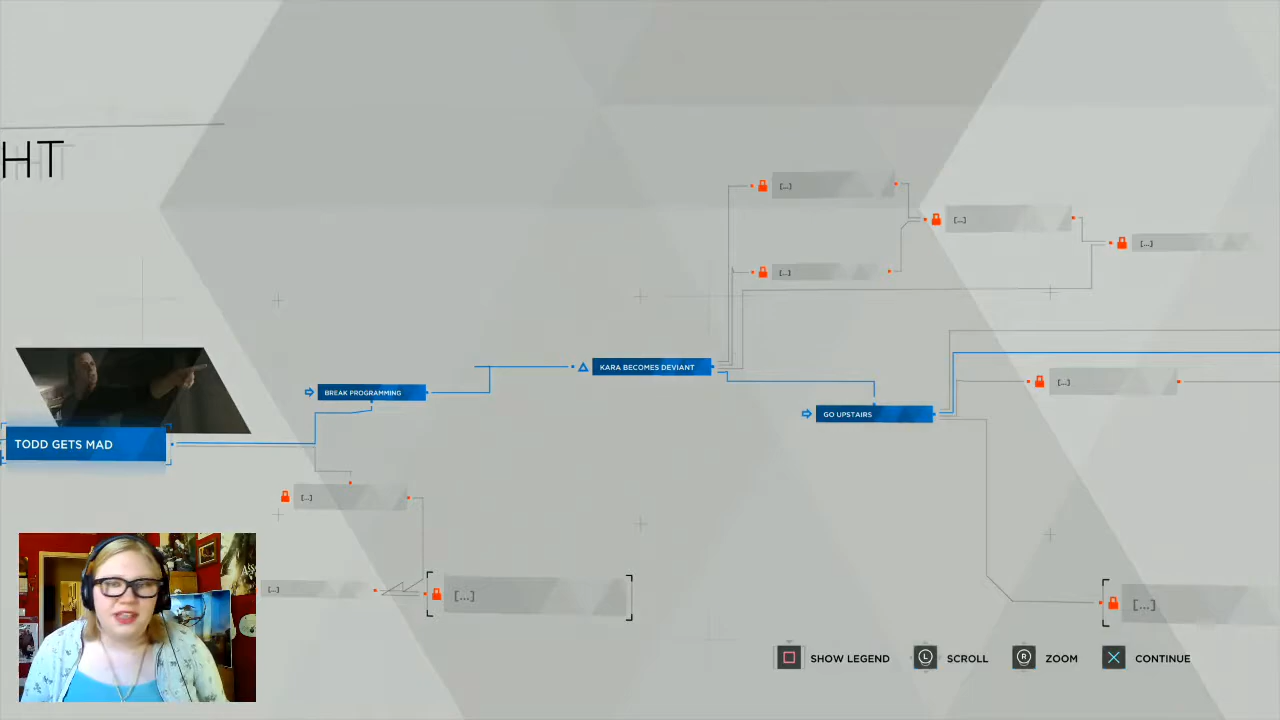 HT
[...]
[...]
[...]
[...]
KARA BECOMES DEVIANT
[...]
BREAK PROGRAMMING
GO UPSTAIRS
TODD GETS MAD
[...]
[...]
[...]
[...]
SHOW LEGEND
L
SCROLL
R
ZOOM
CONTINUE